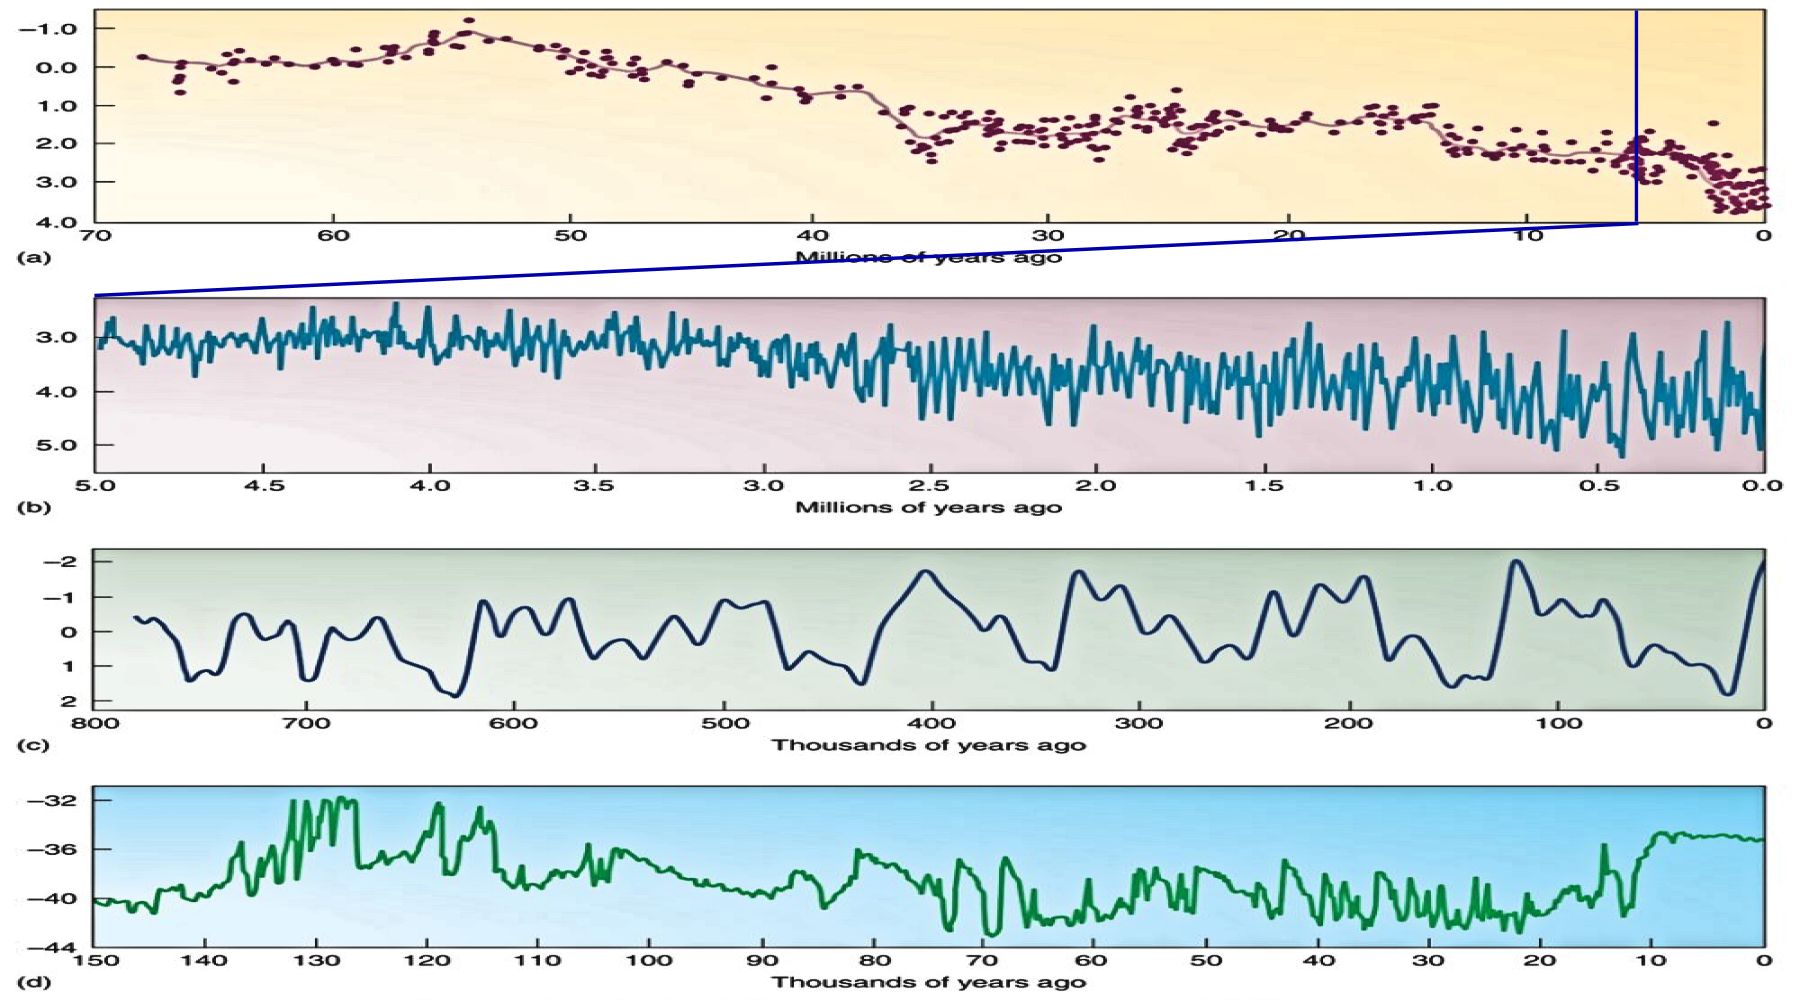 −1.0
0.0
1.0
2.0
3.0
4.0
70 60 50 40 30 20 10 0
(a) Millions of years ago
3.0
4.0
5.0
5.0 4.5 4.0 3.5 3.0 2.5 2.0 1.5 1.0 0.5 0.0
(b) Millions of years ago
−2
−1
0
1
2
800 700 600 500 400 300 200 100 0
(c) Thousands of years ago
−32
−36
−40
−44
150 140 130 120 110 100 90 80 70 60 50 40 30 20 10 0
(d) Thousands of years ago